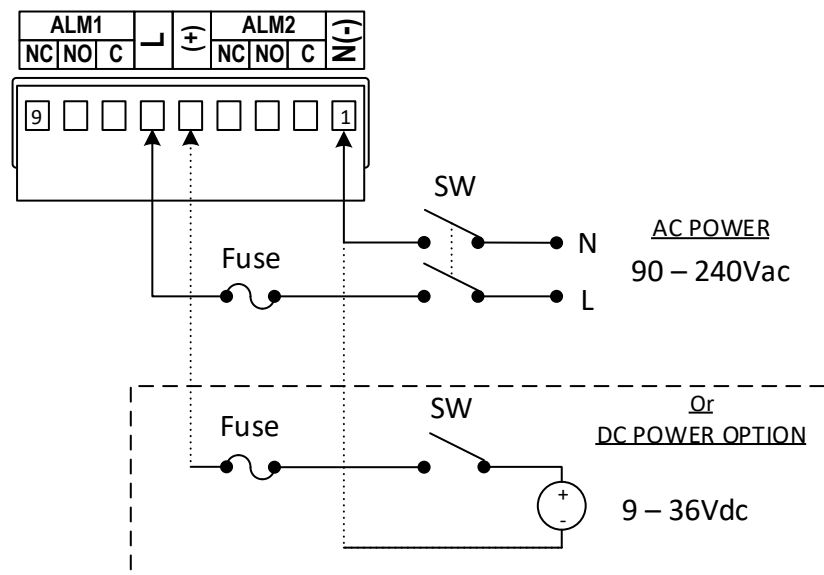 ALM1 L (+) ALM2 N(-)
NC NO C NC NO C
9 1
SW
N AC POWER
Fuse 90 – 240Vac
L
Or
SW
Fuse DC POWER OPTION
+
9 – 36Vdc
-